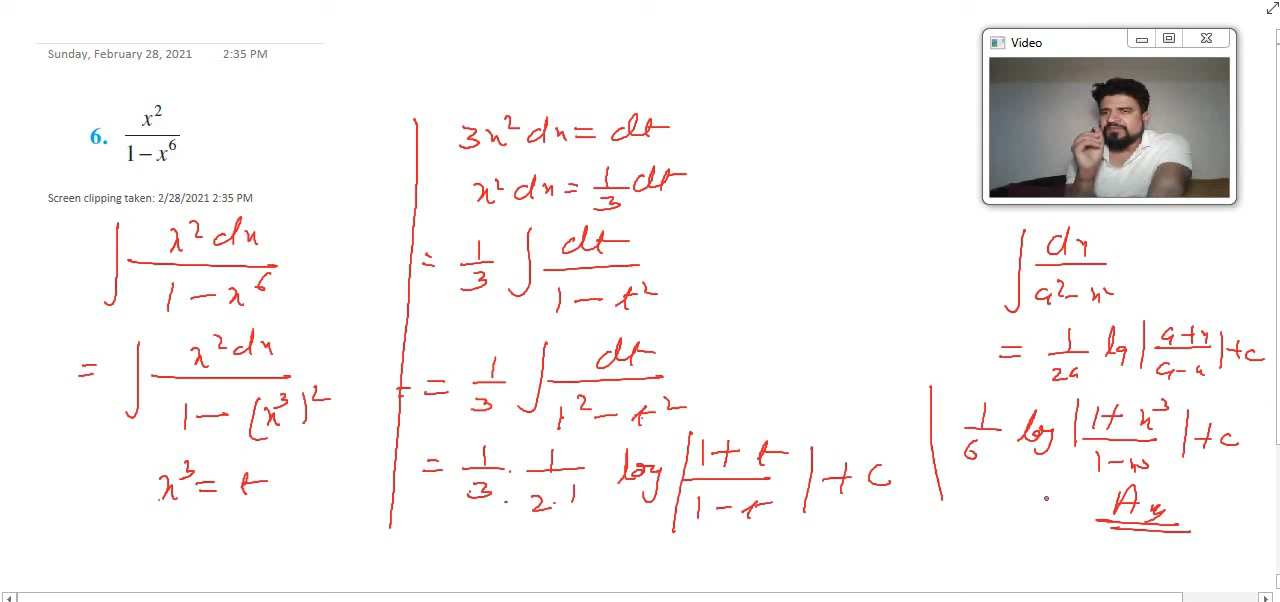 Sunday, February 28, 2021 2:35 PM
Video
6. x²/(1 − x⁶)
Screen clipping taken: 2/28/2021 2:35 PM
∫ x² dx / (1 − x⁶)
= ∫ x² dx / (1 − (x³)²)
x³ = t
3x² dx = dt
x² dx = 1/3 dt
= 1/3 ∫ dt / (1 − t²)
= 1/3 ∫ dt / (1² − t²)
= 1/3 · 1/(2·1) log |(1 + t)/(1 − t)| + C
∫ dx / (a² − x²)
= 1/2a log |(a + x)/(a − x)| + C
1/6 log |(1 + x³)/(1 − x³)| + C
Ans